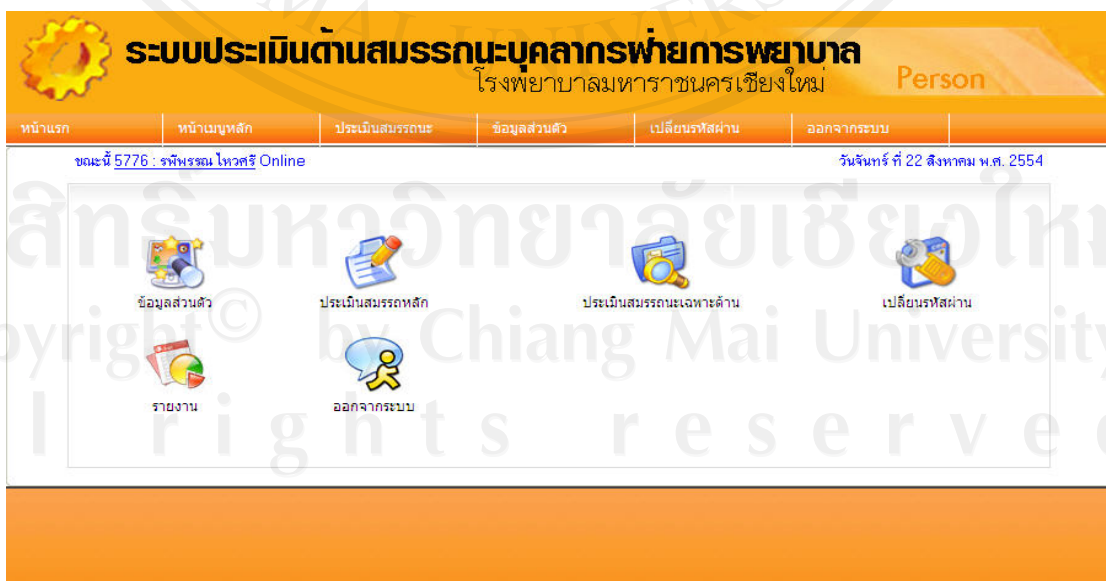 MAI UNIVERS
ระบบประเมินด้านสมรรถนะบุคลากรฝ่ายการพยาบาล
โรงพยาบาลมหาราชนครเชียงใหม่
Person
หน้าแรก หน้าเมนูหลัก ประเมินสมรรถนะ ข้อมูลส่วนตัว เปลี่ยนรหัสผ่าน ออกจากระบบ
ขณะนี้ 5776 : รพีพรรณ ไหวศรี Online วันจันทร์ ที่ 22 สิงหาคม พ.ศ. 2554
ลิขสิทธิ์มหาวิทยาลัยเชียงใหม่
ข้อมูลส่วนตัว ประเมินสมรรถหลัก ประเมินสมรรถนะเฉพาะด้าน เปลี่ยนรหัสผ่าน
opyright© by Chiang Mai University
รายงาน ออกจากระบบ
l rights reserved